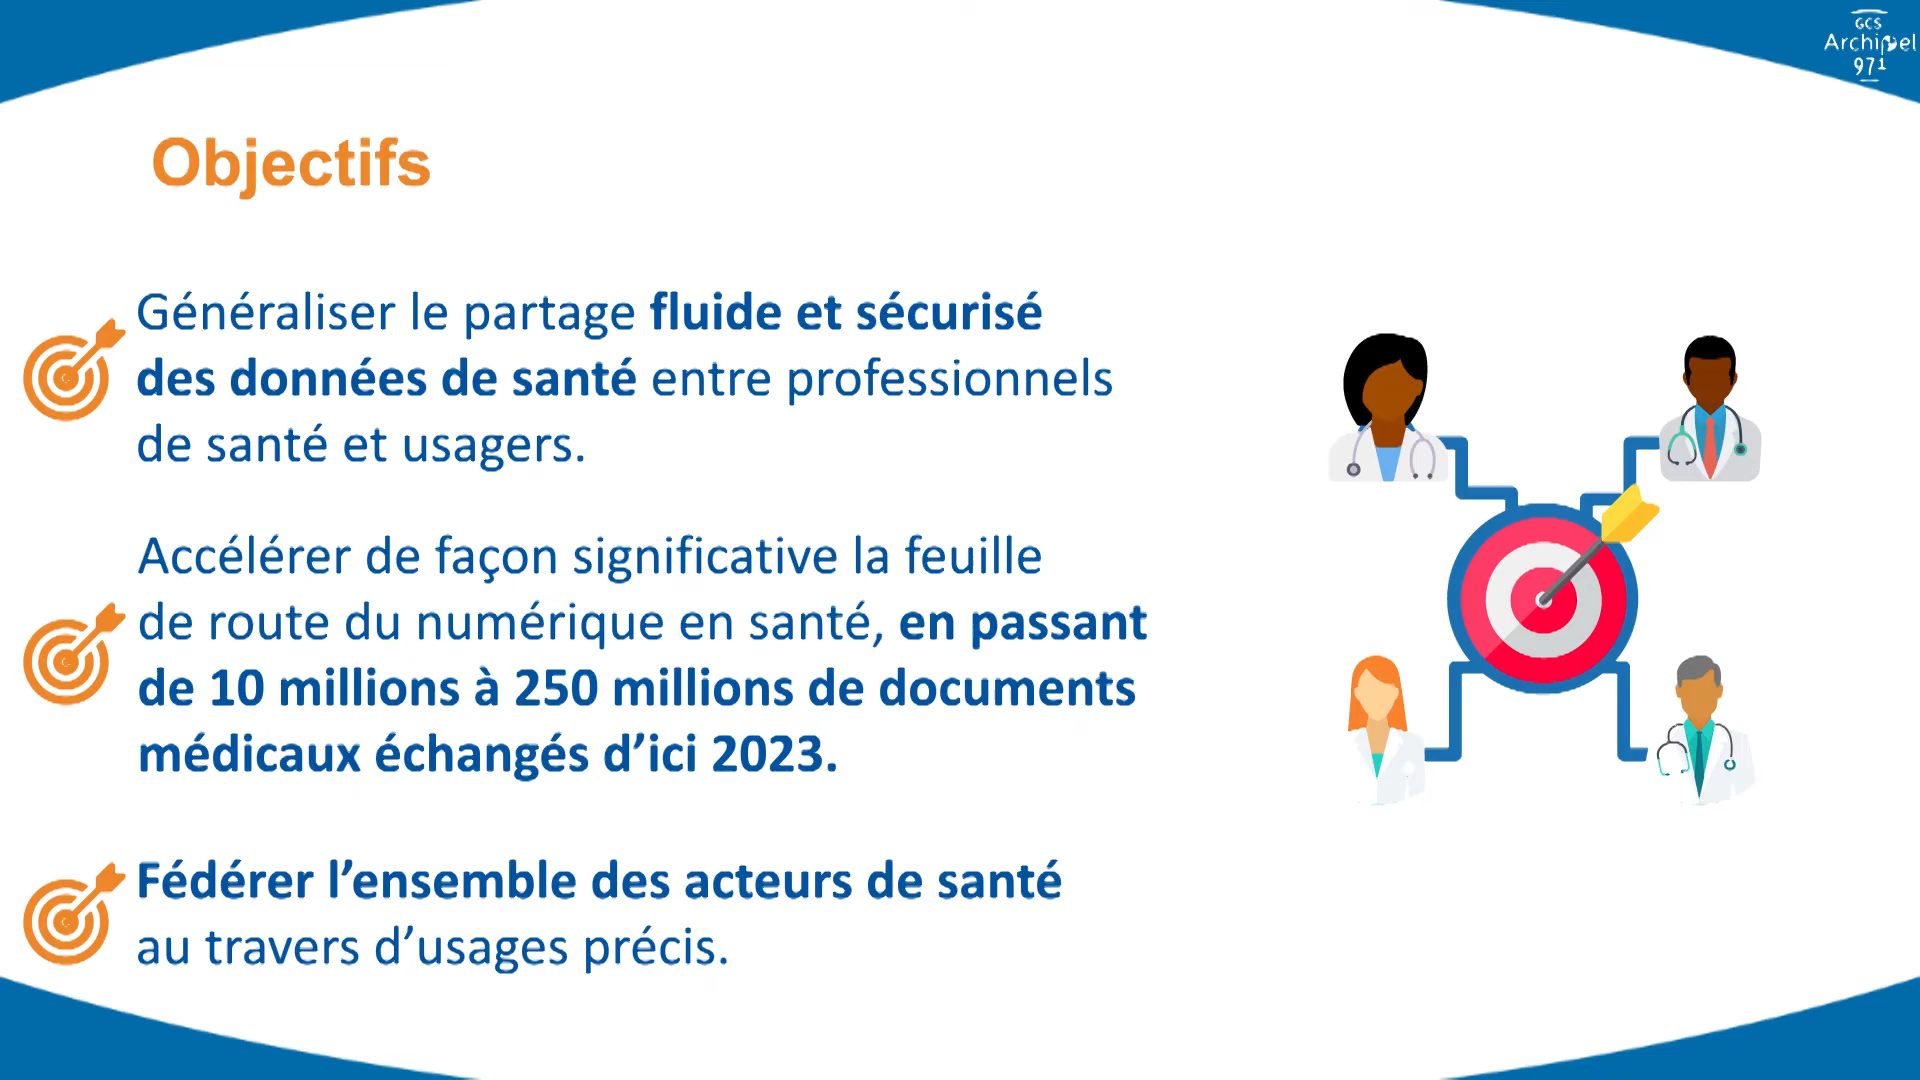 GCS
Archipel
971
Objectifs
Généraliser le partage fluide et sécurisé
des données de santé entre professionnels
de santé et usagers.
Accélérer de façon significative la feuille
de route du numérique en santé, en passant
de 10 millions à 250 millions de documents
médicaux échangés d’ici 2023.
Fédérer l’ensemble des acteurs de santé
au travers d’usages précis.